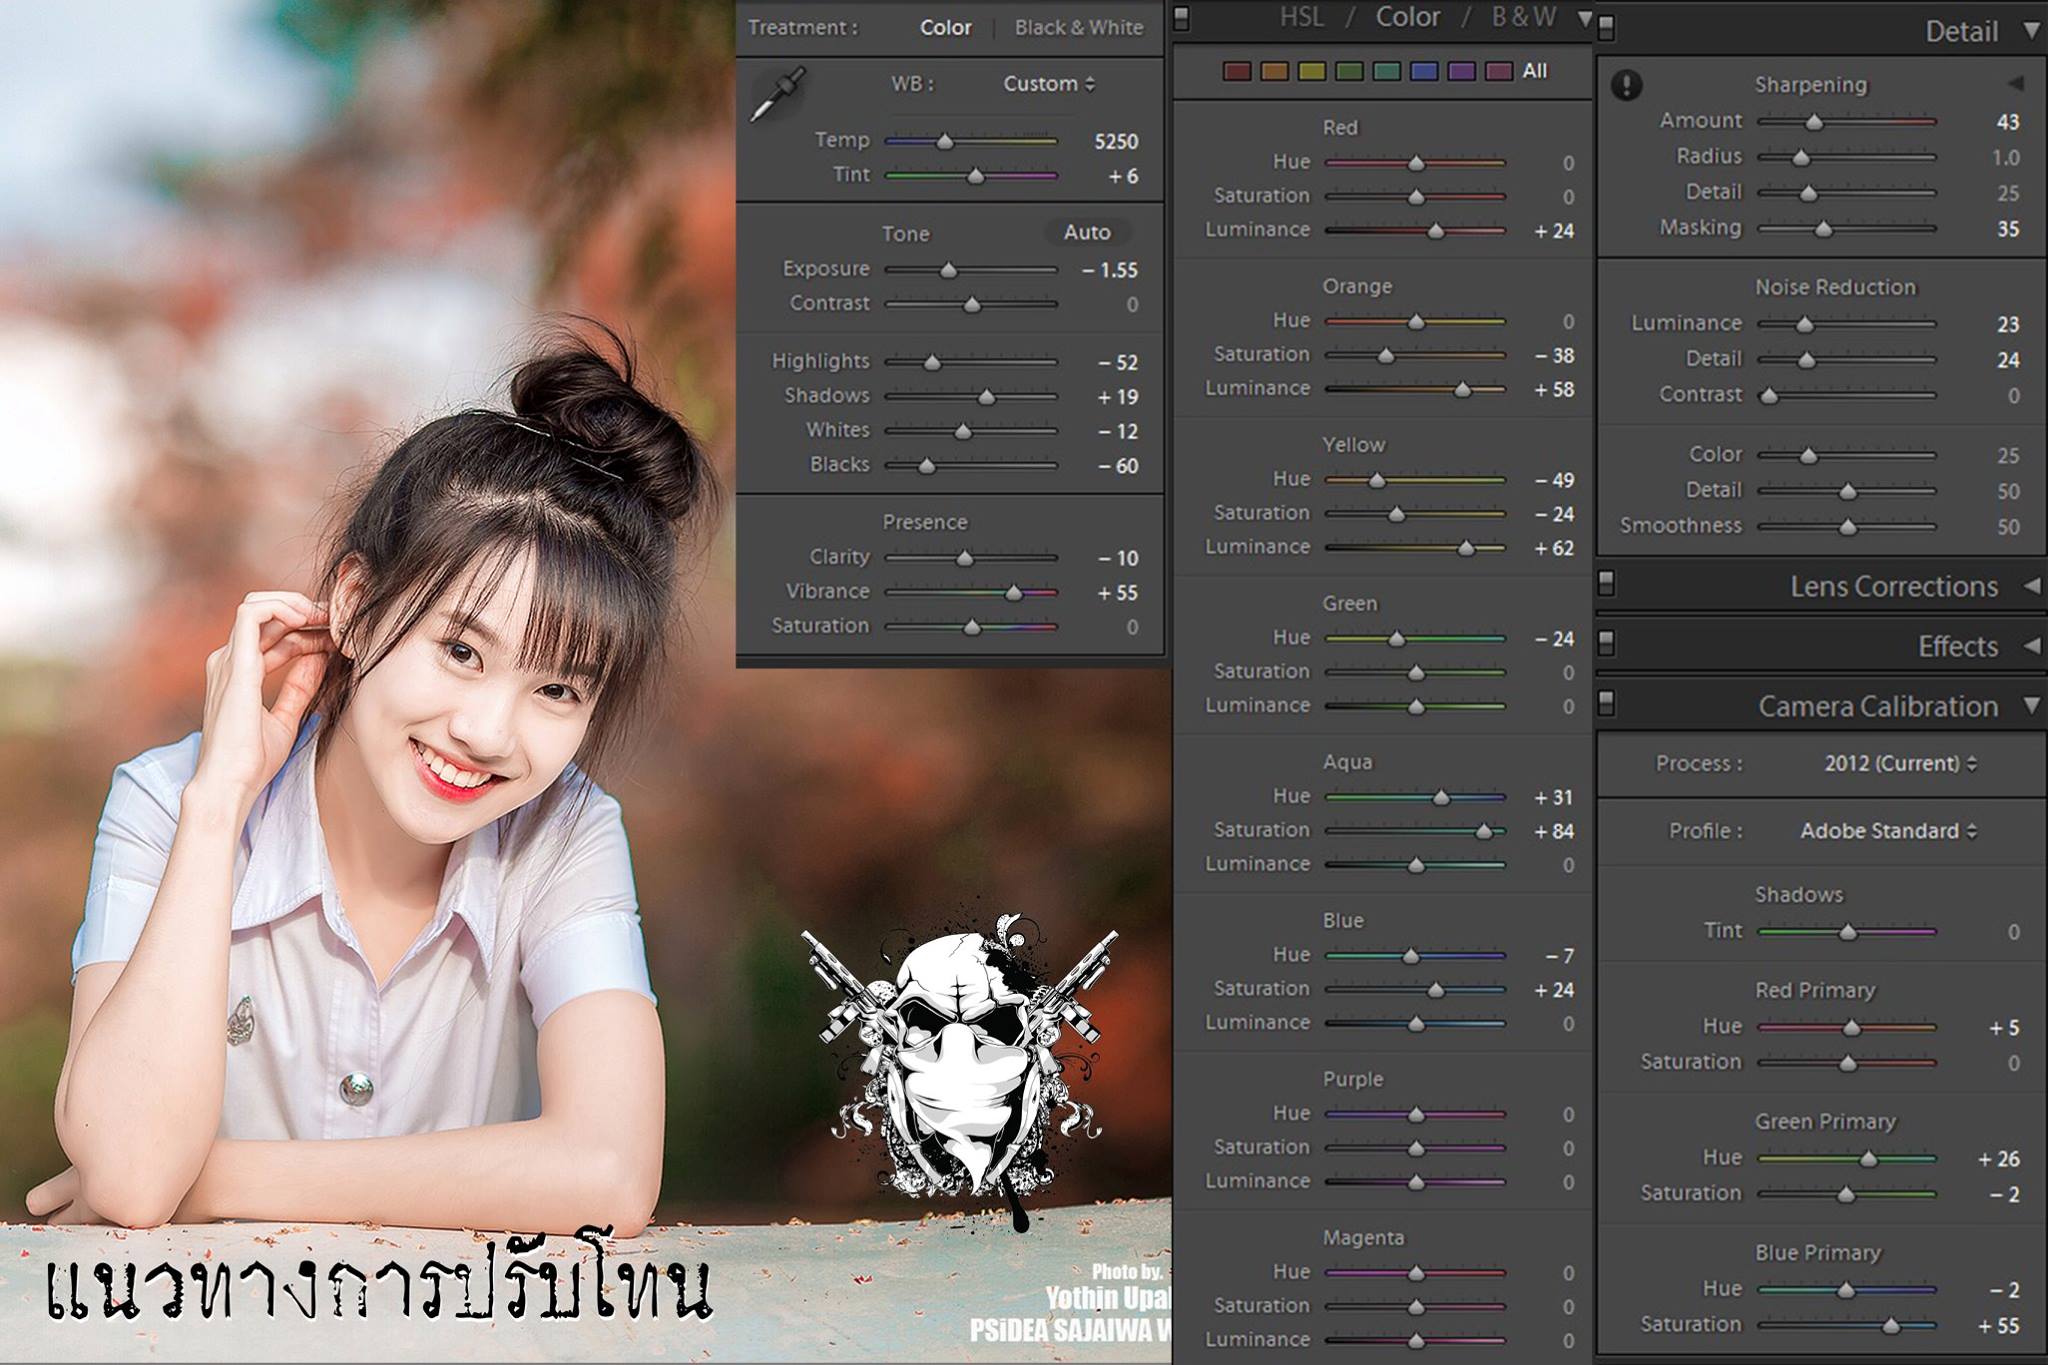 Treatment : Color | Black & White
WB : Custom
Temp 5250
Tint + 6
Tone Auto
Exposure – 1.55
Contrast 0
Highlights – 52
Shadows + 19
Whites – 12
Blacks – 60
Presence
Clarity – 10
Vibrance + 55
Saturation 0
HSL / Color / B & W
All
Red
Hue 0
Saturation 0
Luminance + 24
Orange
Hue 0
Saturation – 38
Luminance + 58
Yellow
Hue – 49
Saturation – 24
Luminance + 62
Green
Hue – 24
Saturation 0
Luminance 0
Aqua
Hue + 31
Saturation + 84
Luminance 0
Blue
Hue – 7
Saturation + 24
Luminance 0
Purple
Hue 0
Saturation 0
Luminance 0
Magenta
Hue 0
Saturation 0
Luminance 0
Detail
Sharpening
Amount 43
Radius 1.0
Detail 25
Masking 35
Noise Reduction
Luminance 23
Detail 24
Contrast 0
Color 25
Detail 50
Smoothness 50
Lens Corrections
Effects
Camera Calibration
Process : 2012 (Current)
Profile : Adobe Standard
Shadows
Tint 0
Red Primary
Hue + 5
Saturation 0
Green Primary
Hue + 26
Saturation – 2
Blue Primary
Hue – 2
Saturation + 55
แนวทางการปรับโทน
Photo by.
Yothin
PSiDEA SAJAIWA